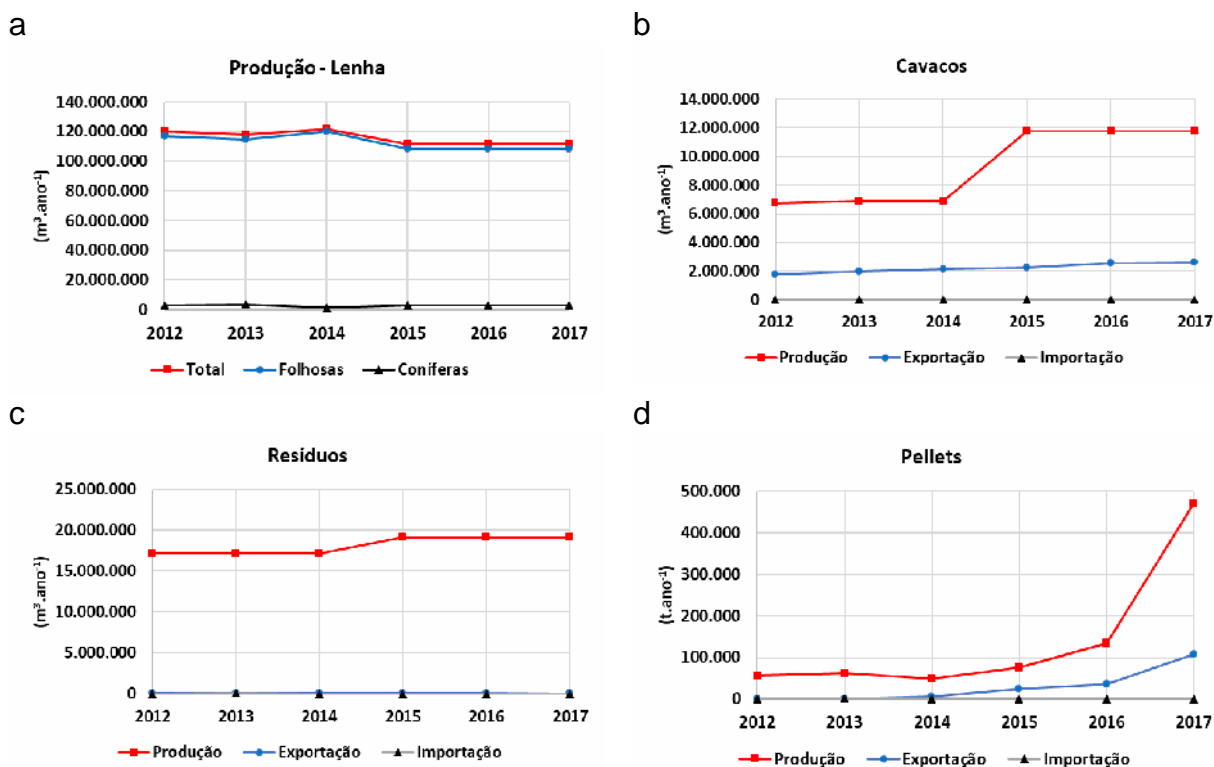 a
Produção - Lenha
140.000.000
120.000.000
100.000.000
80.000.000
60.000.000
40.000.000
20.000.000
0
(m³.ano⁻¹)
2012 2013 2014 2015 2016 2017
Total Folhosas Coníferas
b
Cavacos
14.000.000
12.000.000
10.000.000
8.000.000
6.000.000
4.000.000
2.000.000
0
(m³.ano⁻¹)
2012 2013 2014 2015 2016 2017
Produção Exportação Importação
c
Resíduos
25.000.000
20.000.000
15.000.000
10.000.000
5.000.000
0
(m³.ano⁻¹)
2012 2013 2014 2015 2016 2017
Produção Exportação Importação
d
Pellets
500.000
400.000
300.000
200.000
100.000
0
(t.ano⁻¹)
2012 2013 2014 2015 2016 2017
Produção Exportação Importação